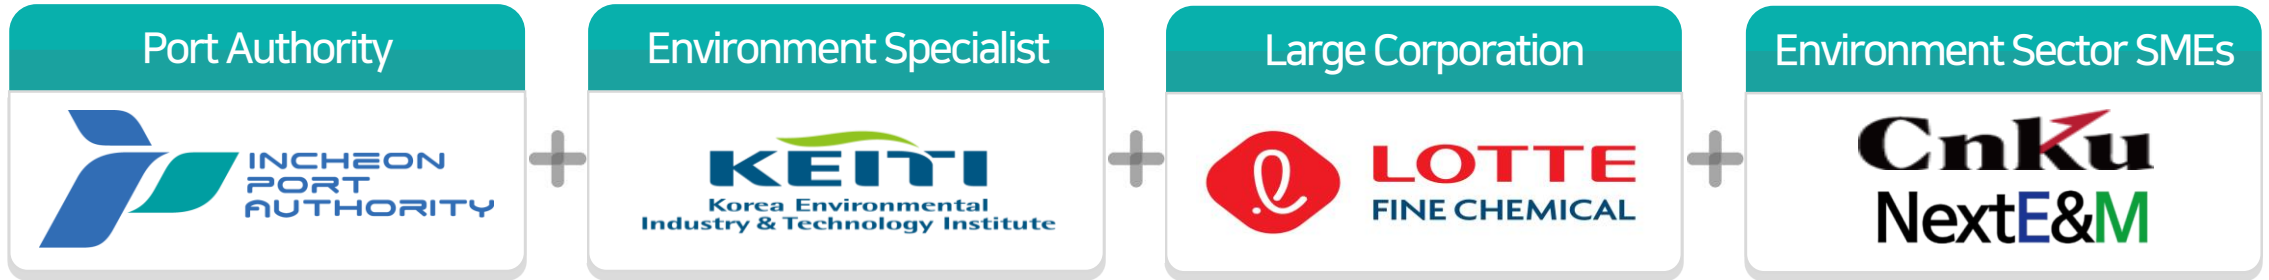 Port Authority
INCHEON
PORT
AUTHORITY
+
Environment Specialist
KEITI
Korea Environmental
Industry & Technology Institute
+
Large Corporation
LOTTE
FINE CHEMICAL
+
Environment Sector SMEs
CnKu
NextE&M